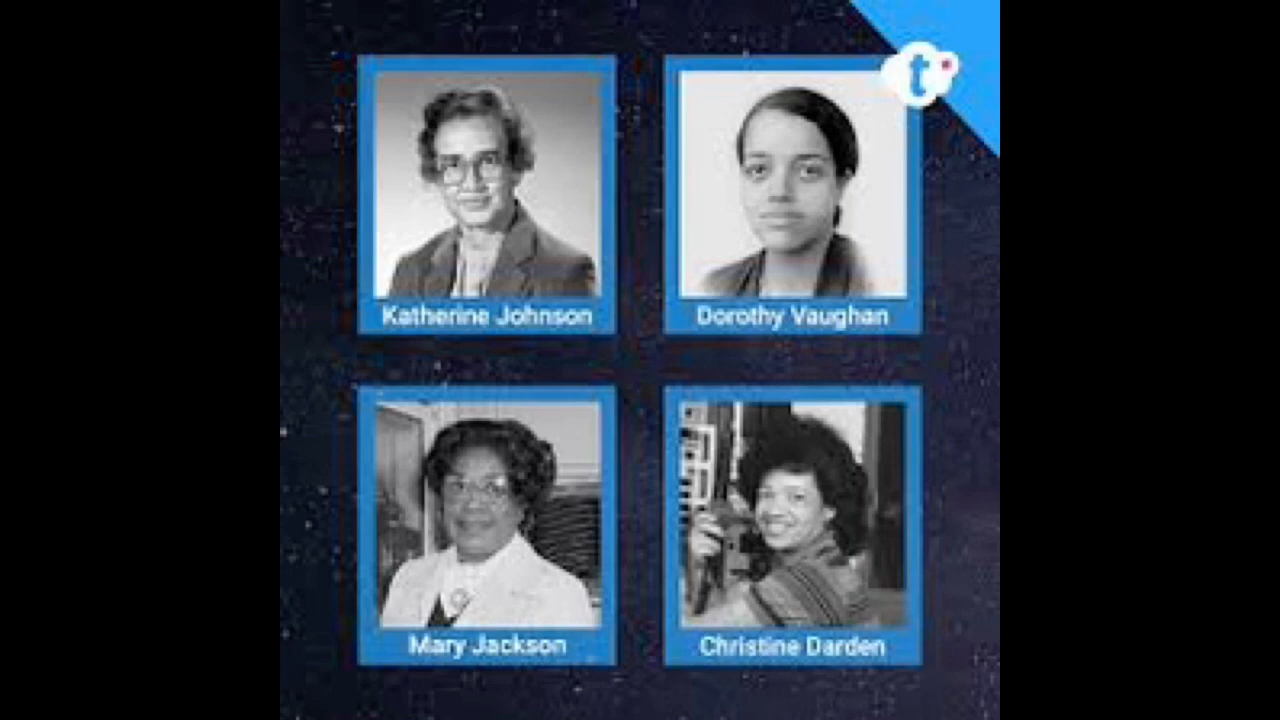 t
Katherine Johnson
Dorothy Vaughan
Mary Jackson
Christine Darden